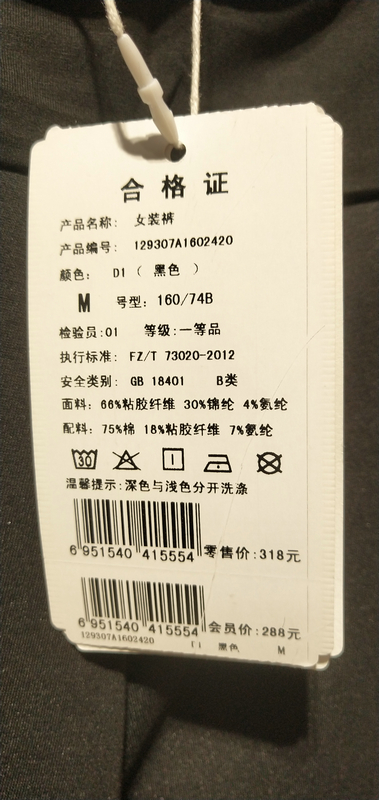 合格证
产品名称: 女装裤
产品编号: 129307A1602420
颜色: D1 ( 黑色 )
M 号型: 160/74B
检验员:01 等级:一等品
执行标准: FZ/T 73020-2012
安全类别: GB 18401 B类
面料: 66%粘胶纤维 30%锦纶 4%氨纶
配料: 75%棉 18%粘胶纤维 7%氨纶
30
温馨提示:深色与浅色分开洗涤
6 951540 415554 零售价:318元
6 951540 415554 会员价:288元
129307A1602420 黑色 M